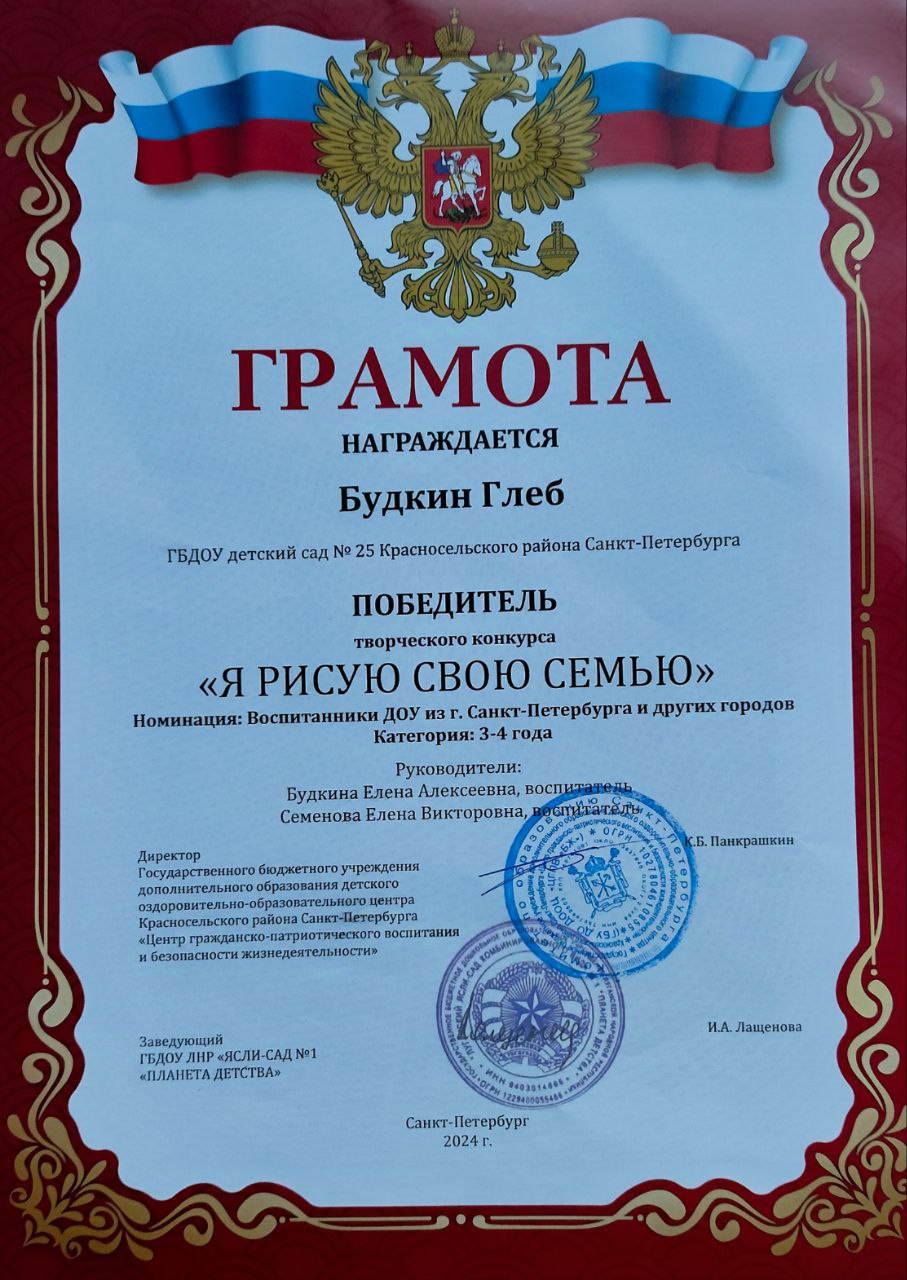 ГРАМОТА
НАГРАЖДАЕТСЯ
Будкин Глеб
ГБДОУ детский сад № 25 Красносельского района Санкт-Петербурга
ПОБЕДИТЕЛЬ
творческого конкурса
«Я РИСУЮ СВОЮ СЕМЬЮ»
Номинация: Воспитанники ДОУ из г. Санкт-Петербурга и других городов
Категория: 3-4 года
Руководители:
Будкина Елена Алексеевна, воспитатель
Семенова Елена Викторовна, воспитатель
К.Б. Панкрашкин
Директор
Государственного бюджетного учреждения
дополнительного образования детского
оздоровительно-образовательного центра
Красносельского района Санкт-Петербурга
«Центр гражданско-патриотического воспитания
и безопасности жизнедеятельности»
И.А. Лащенова
Заведующий
ГБДОУ ЛНР «ЯСЛИ-САД №1
«ПЛАНЕТА ДЕТСТВА»
Санкт-Петербург
2024 г.